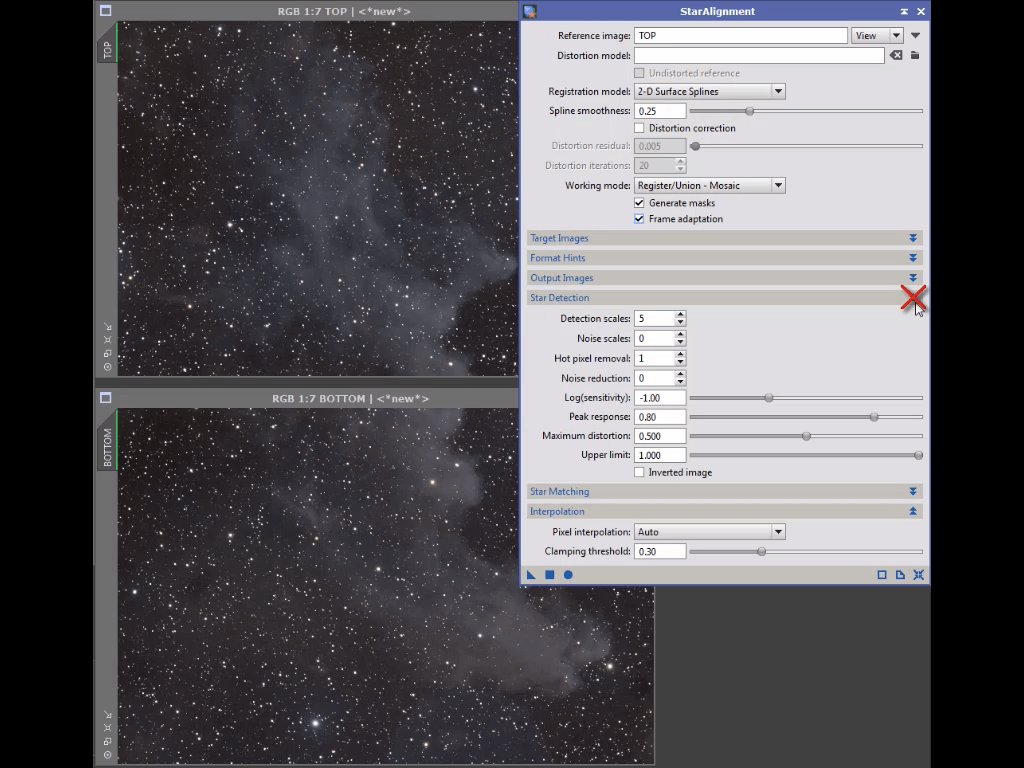 RGB 1:7 TOP | <*new*>
TOP
RGB 1:7 BOTTOM | <*new*>
BOTTOM
StarAlignment
Reference image: TOP View
Distortion model:
Undistorted reference
Registration model: 2-D Surface Splines
Spline smoothness: 0.25
Distortion correction
Distortion residual: 0.005
Distortion iterations: 20
Working mode: Register/Union - Mosaic
Generate masks
Frame adaptation
Target Images
Format Hints
Output Images
Star Detection
Detection scales: 5
Noise scales: 0
Hot pixel removal: 1
Noise reduction: 0
Log(sensitivity): -1.00
Peak response: 0.80
Maximum distortion: 0.500
Upper limit: 1.000
Inverted image
Star Matching
Interpolation
Pixel interpolation: Auto
Clamping threshold: 0.30